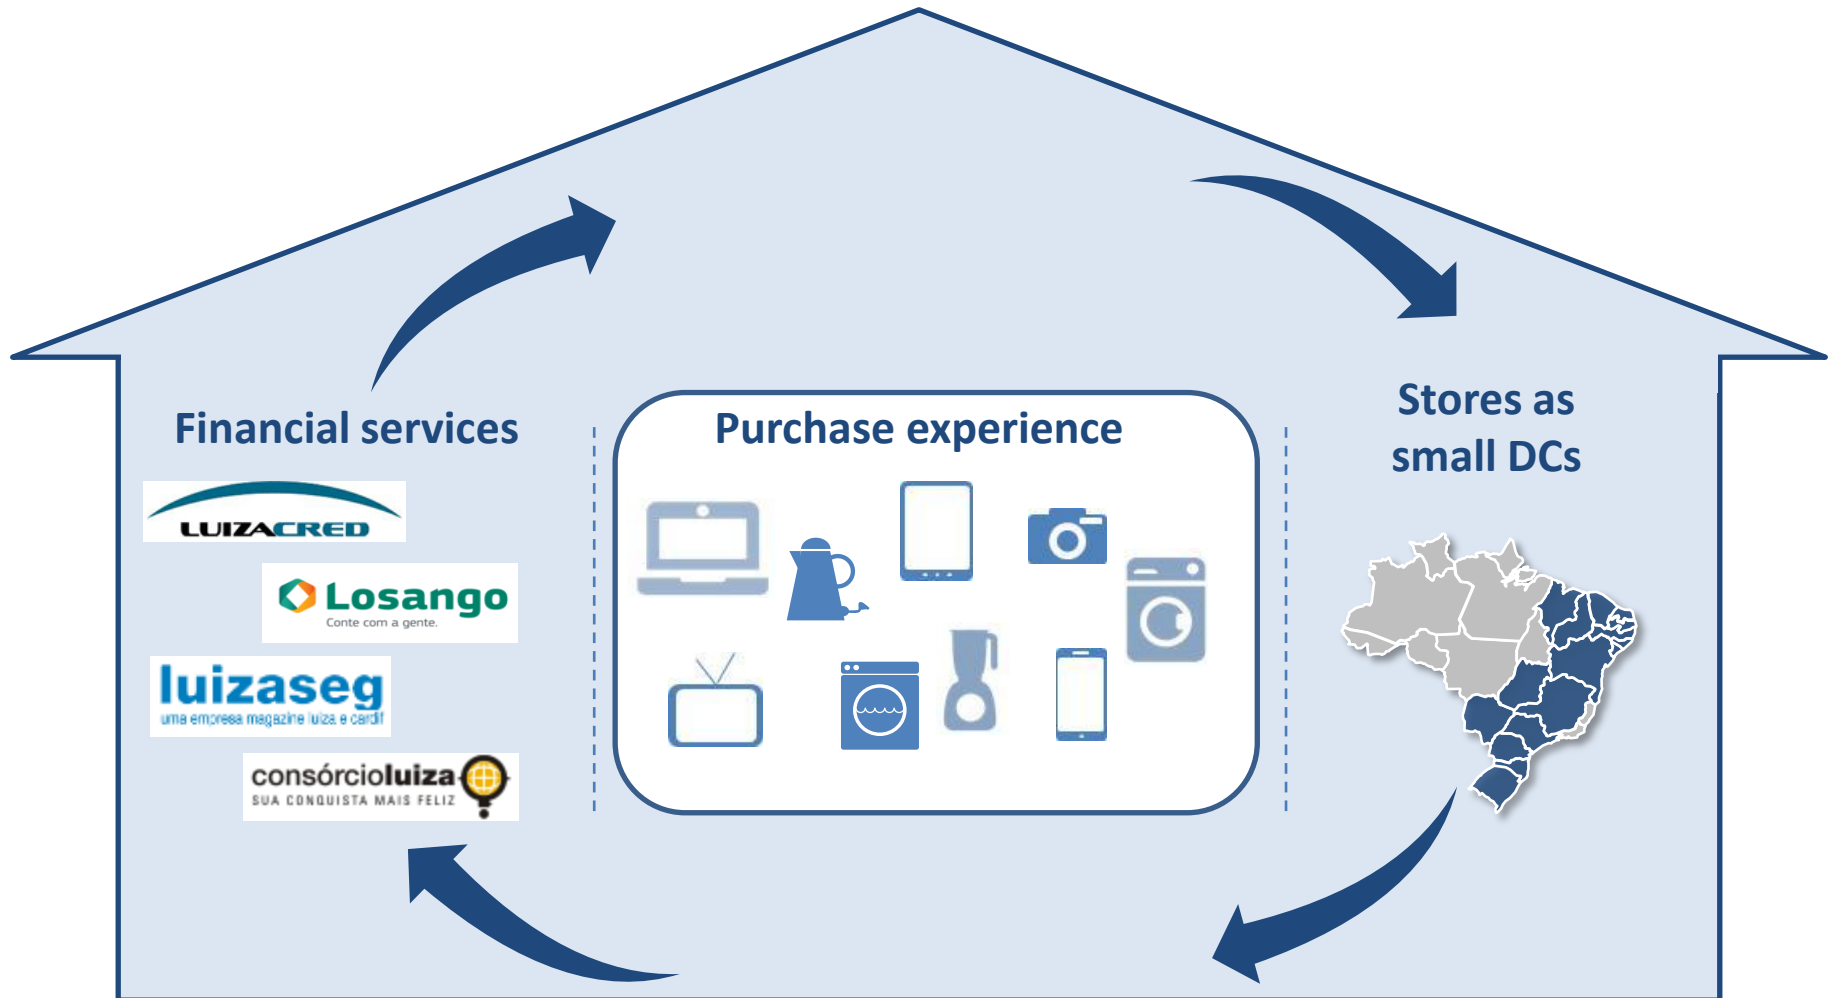 Financial services
LUIZACRED
Losango
Conte com a gente.
luizaseg
uma empresa magazine luiza e cardif
consórcioluiza
SUA CONQUISTA MAIS FELIZ
Purchase experience
Stores as
small DCs